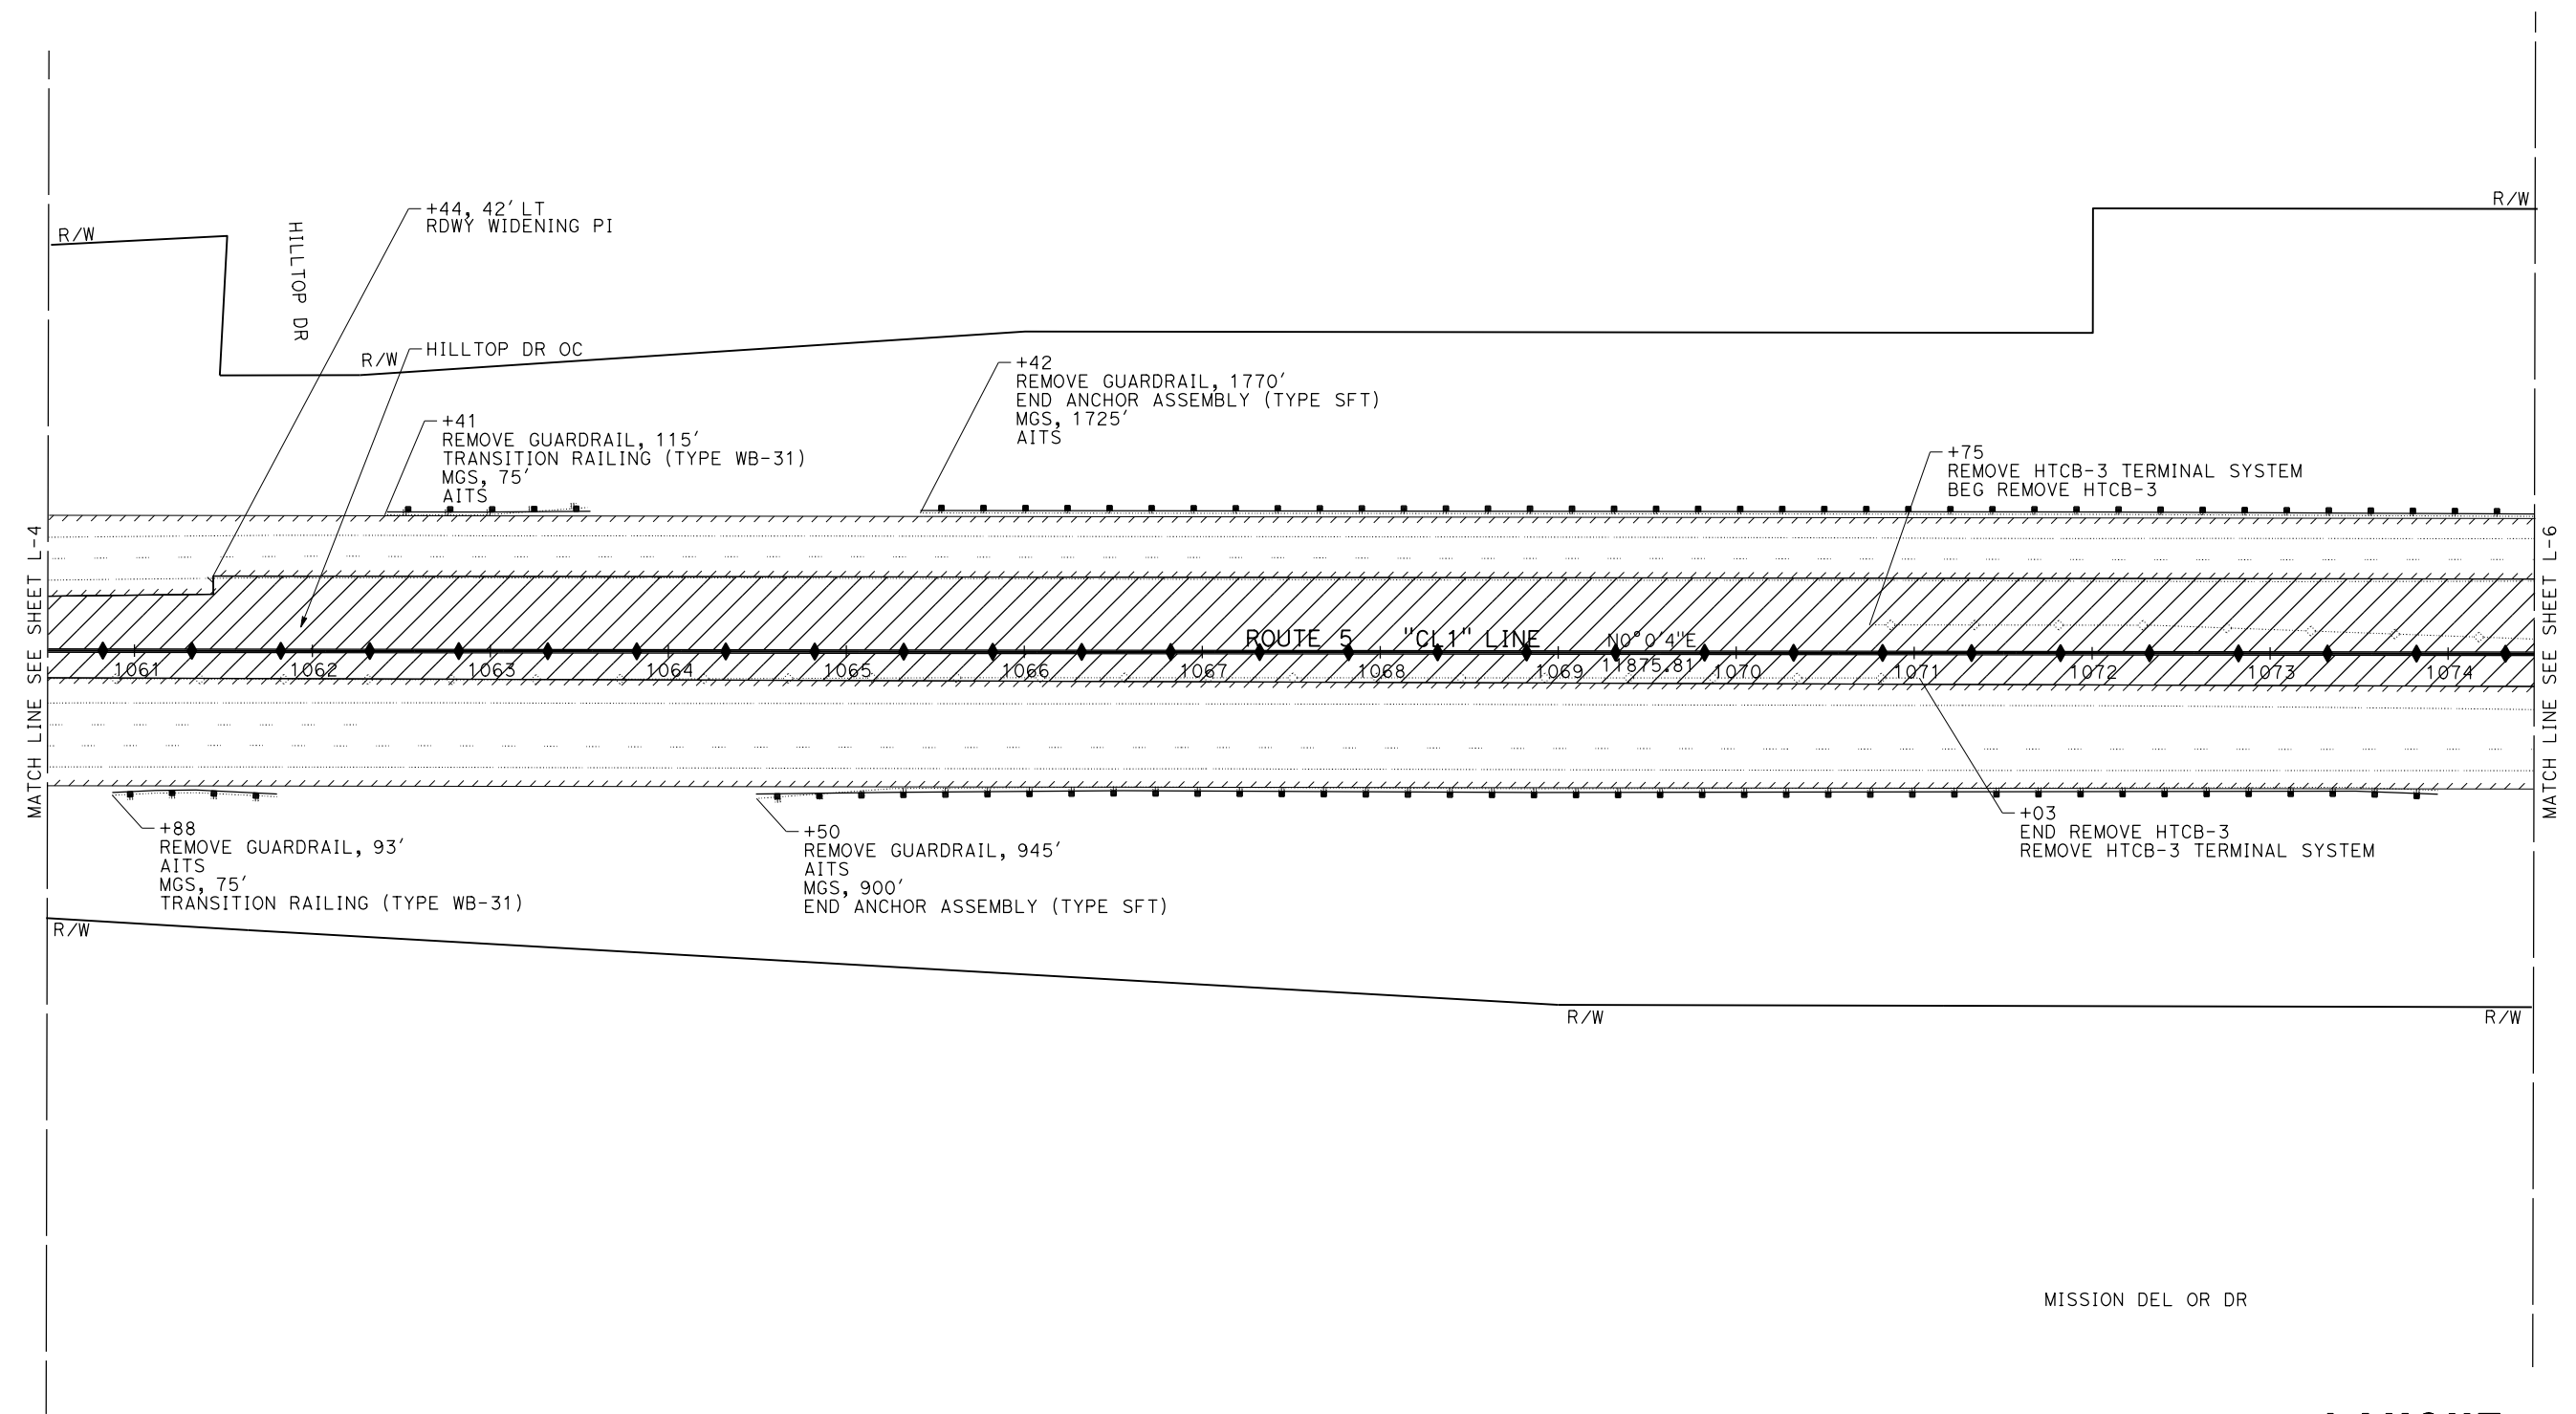 R/W
HILLTOP DR
+44, 42' LT
RDWY WIDENING PI
R/W
R/W
HILLTOP DR OC
+42
REMOVE GUARDRAIL, 1770'
END ANCHOR ASSEMBLY (TYPE SFT)
MGS, 1725'
AITS
+41
REMOVE GUARDRAIL, 115'
TRANSITION RAILING (TYPE WB-31)
MGS, 75'
AITS
+75
REMOVE HTCB-3 TERMINAL SYSTEM
BEG REMOVE HTCB-3
MATCH LINE SEE SHEET L-4
MATCH LINE SEE SHEET L-6
ROUTE 5 "CL1" LINE N0°0'4"E
11875.81
1061 1062 1063 1064 1065 1066 1067 1068 1069 1070 1071 1072 1073 1074
+88
REMOVE GUARDRAIL, 93'
AITS
MGS, 75'
TRANSITION RAILING (TYPE WB-31)
+50
REMOVE GUARDRAIL, 945'
AITS
MGS, 900'
END ANCHOR ASSEMBLY (TYPE SFT)
+03
END REMOVE HTCB-3
REMOVE HTCB-3 TERMINAL SYSTEM
R/W
R/W
R/W
MISSION DEL OR DR